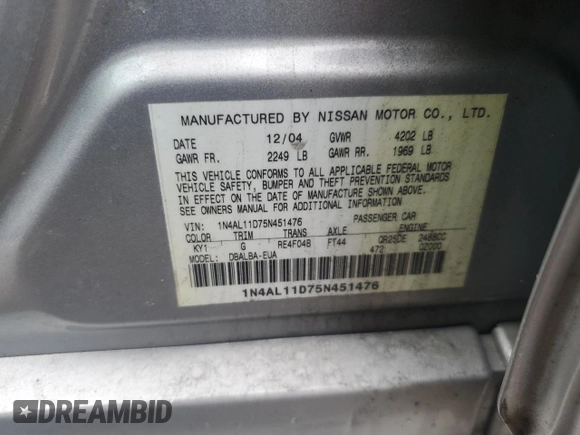 MANUFACTURED BY NISSAN MOTOR CO., LTD.
DATE 12/04 GVWR 4202 LB
GAWR FR. 2249 LB GAWR RR. 1969 LB
THIS VEHICLE CONFORMS TO ALL APPLICABLE FEDERAL MOTOR
VEHICLE SAFETY, BUMPER AND THEFT PREVENTION STANDARDS
IN EFFECT ON THE DATE OF MANUFACTURE SHOWN ABOVE.
SEE OWNERS MANUAL FOR ADDITIONAL INFORMATION.
VIN: 1N4AL11D75N451476 PASSENGER CAR
COLOR TRIM TRANS AXLE ENGINE
KY1 G RE4F04B FT44 QR25DE 2488CC
MODEL: DBALBA-EUA 472 02000
1N4AL11D75N451476
DREAMBID